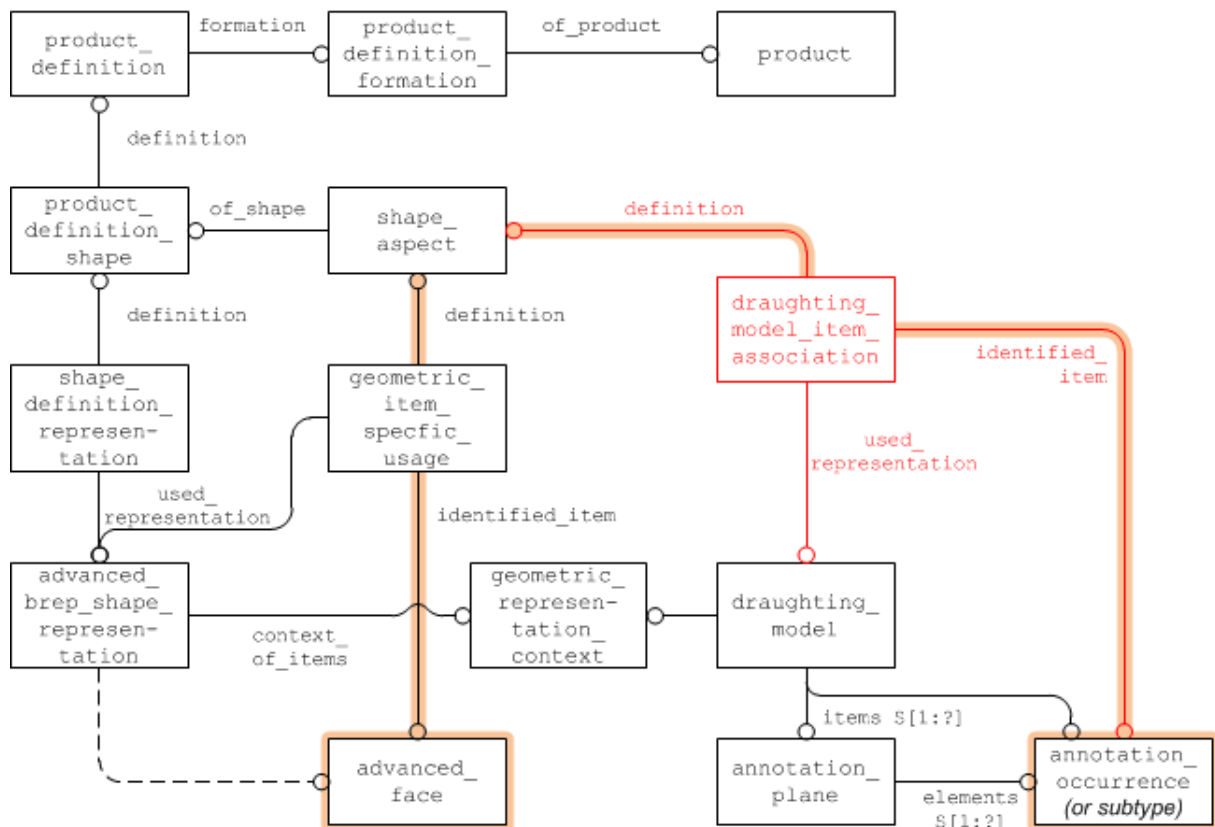 formation
of_product
product_
definition
product_
definition_
formation
product
definition
product_
definition_
shape
of_shape
shape_
aspect
definition
draughting_
model_item_
association
identified_
item
definition
definition
shape_
definition_
represen-
tation
geometric_
item_
specfic_
usage
used_
representation
used_
representation
identified_item
advanced_
brep_shape_
represen-
tation
context_
of_items
geometric_
represen-
tation_
context
draughting_
model
items S[1:?]
advanced_
face
annotation_
plane
elements
S[1:?]
annotation_
occurrence
(or subtype)